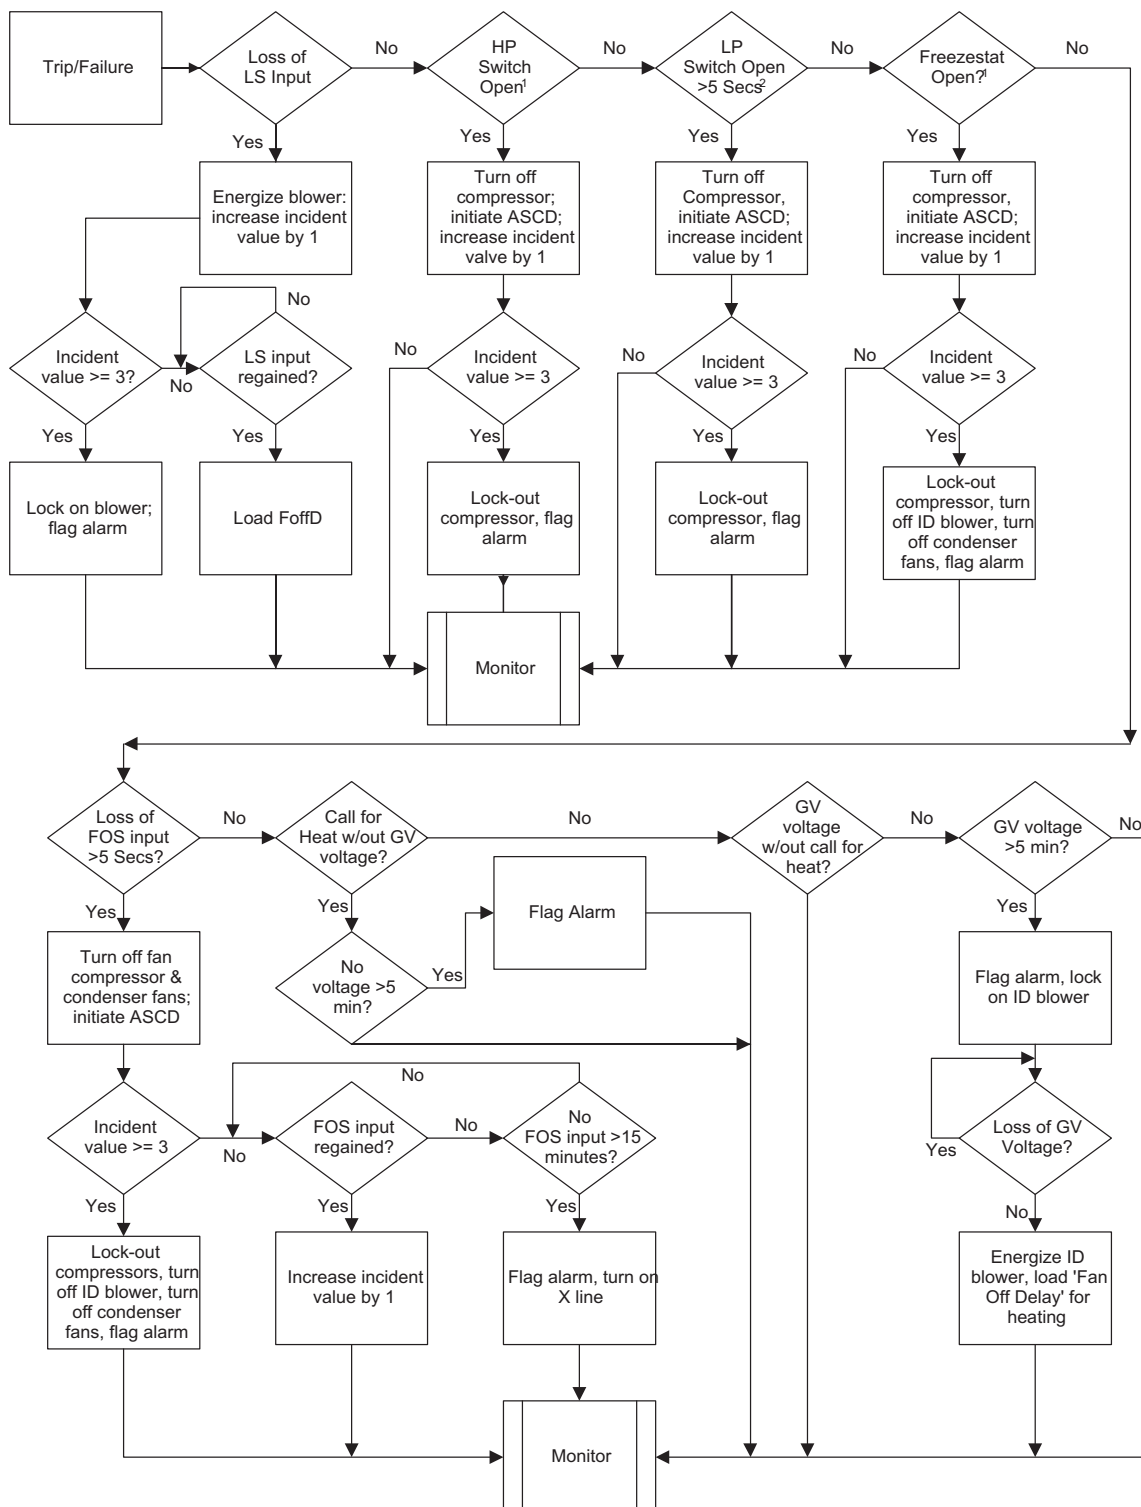 Trip/Failure
Loss of
LS Input
No
HP
Switch
Open1
No
LP
Switch Open
>5 Secs2
No
Freezestat
Open?1
No
Yes
Yes
Yes
Yes
Energize blower:
increase incident
value by 1
Turn off
compressor;
initiate ASCD;
increase incident
valve by 1
Turn off
Compressor,
initiate ASCD;
increase incident
value by 1
Turn off
compressor,
initiate ASCD;
increase incident
value by 1
No
Incident
value >= 3?
No
LS input
regained?
No
Incident
value >= 3
No
Incident
value >= 3
No
Incident
value >= 3
Yes
Yes
Yes
Yes
Yes
Lock on blower;
flag alarm
Load FoffD
Lock-out
compressor, flag
alarm
Lock-out
compressor, flag
alarm
Lock-out
compressor, turn
off ID blower, turn
off condenser
fans, flag alarm
Monitor
Loss of
FOS input
>5 Secs?
No
Call for
Heat w/out GV
voltage?
No
GV
voltage
w/out call for
heat?
No
GV voltage
>5 min?
No
Yes
Yes
Yes
Flag Alarm
Turn off fan
compressor &
condenser fans;
initiate ASCD
No
voltage >5
min?
Yes
Flag alarm, lock
on ID blower
No
Incident
value >= 3
No
FOS input
regained?
No
No
FOS input >15
minutes?
Loss of GV
Voltage?
Yes
Yes
Yes
Yes
No
Lock-out
compressors, turn
off ID blower, turn
off condenser
fans, flag alarm
Increase incident
value by 1
Flag alarm, turn on
X line
Energize ID
blower, load 'Fan
Off Delay' for
heating
Monitor